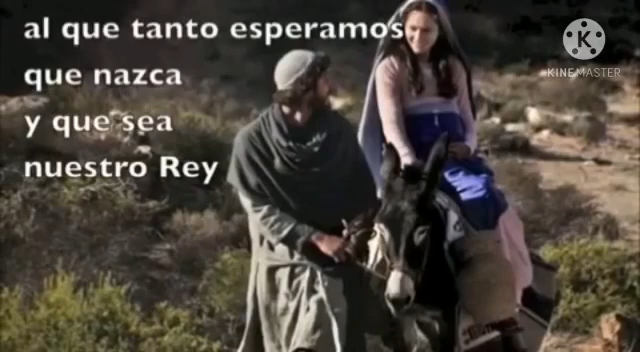 al que tanto esperamos
que nazca
y que sea
nuestro Rey
KINEMASTER